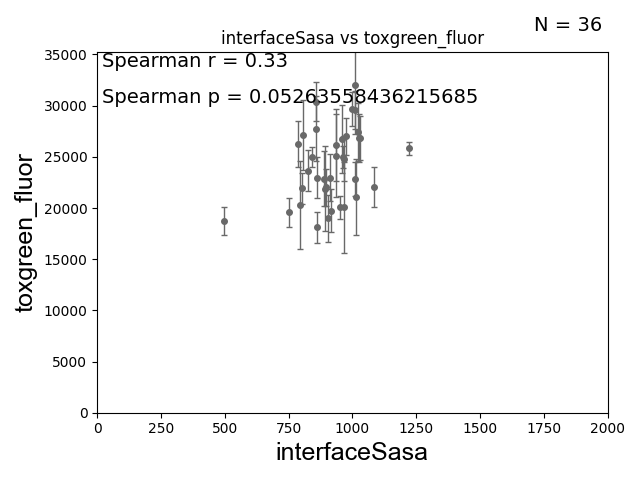 N = 36
interfaceSasa vs toxgreen_fluor
Spearman r = 0.33
Spearman p = 0.05263558436215685
toxgreen_fluor
35000
30000
25000
20000
15000
10000
5000
0
0 250 500 750 1000 1250 1500 1750 2000
interfaceSasa